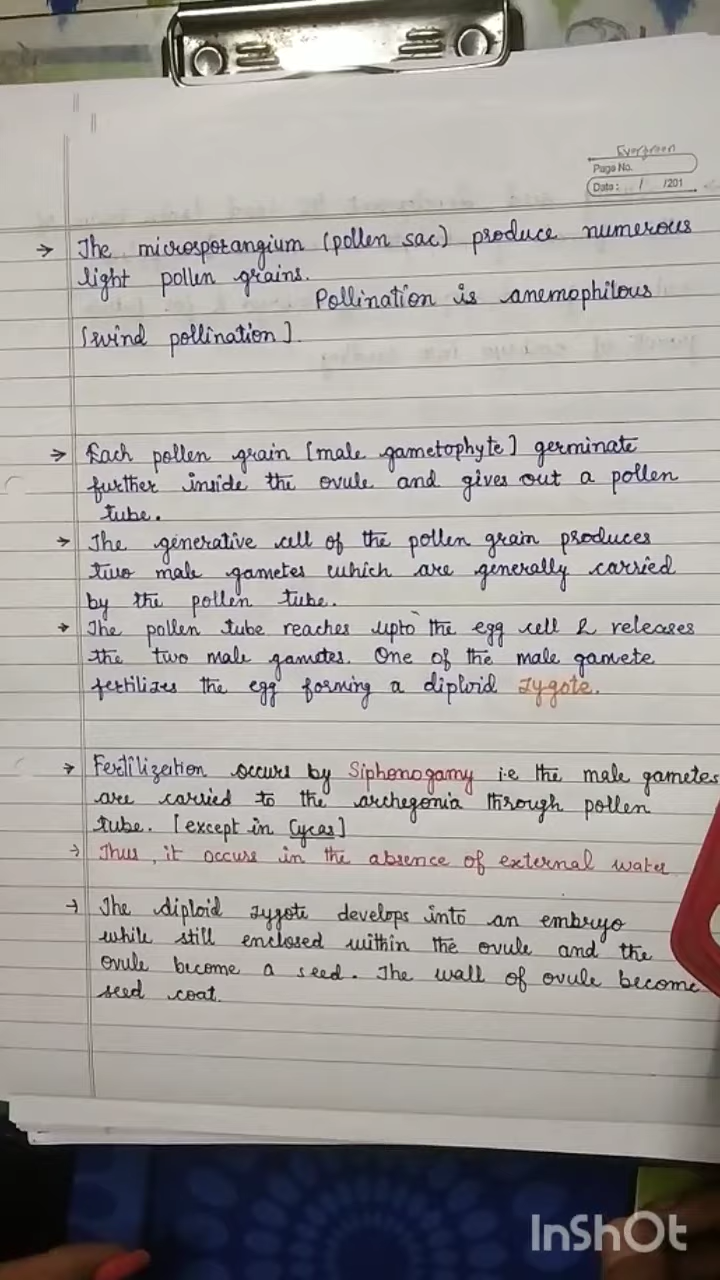 Evergreen
Page No.
Date: / /201
→ The microsporangium (pollen sac) produce numerous
light pollen grains.
Pollination is anemophilous
[wind pollination].
→ Each pollen grain [male gametophyte] germinate
further inside the ovule and gives out a pollen
tube.
→ The generative cell of the pollen grain produces
two male gametes which are generally carried
by the pollen tube.
→ The pollen tube reaches upto the egg cell & releases
the two male gametes. One of the male gamete
fertilizes the egg forming a diploid zygote.
→ Fertilization occurs by Siphonogamy i.e the male gametes
are carried to the archegonia through pollen
tube. [except in Cycas]
→ Thus, it occurs in the absence of external water
→ The diploid zygote develops into an embryo
while still enclosed within the ovule and the
ovule become a seed. The wall of ovule become
seed coat.
InShOt